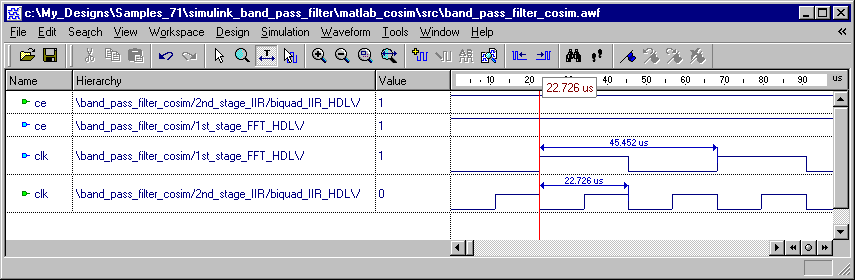 c:\My_Designs\Samples_71\simulink_band_pass_filter\matlab_cosim\src\band_pass_filter_cosim.awf
File Edit Search View Workspace Design Simulation Waveform Tools Window Help
Name Hierarchy Value 10 20 30 40 50 60 70 80 90 us
22.726 us
ce \band_pass_filter_cosim/2nd_stage_IIR/biquad_IIR_HDL\/ 1
ce \band_pass_filter_cosim/1st_stage_FFT_HDL\/ 1
clk \band_pass_filter_cosim/1st_stage_FFT_HDL\/ 1 45.452 us
clk \band_pass_filter_cosim/2nd_stage_IIR/biquad_IIR_HDL\/ 0 22.726 us